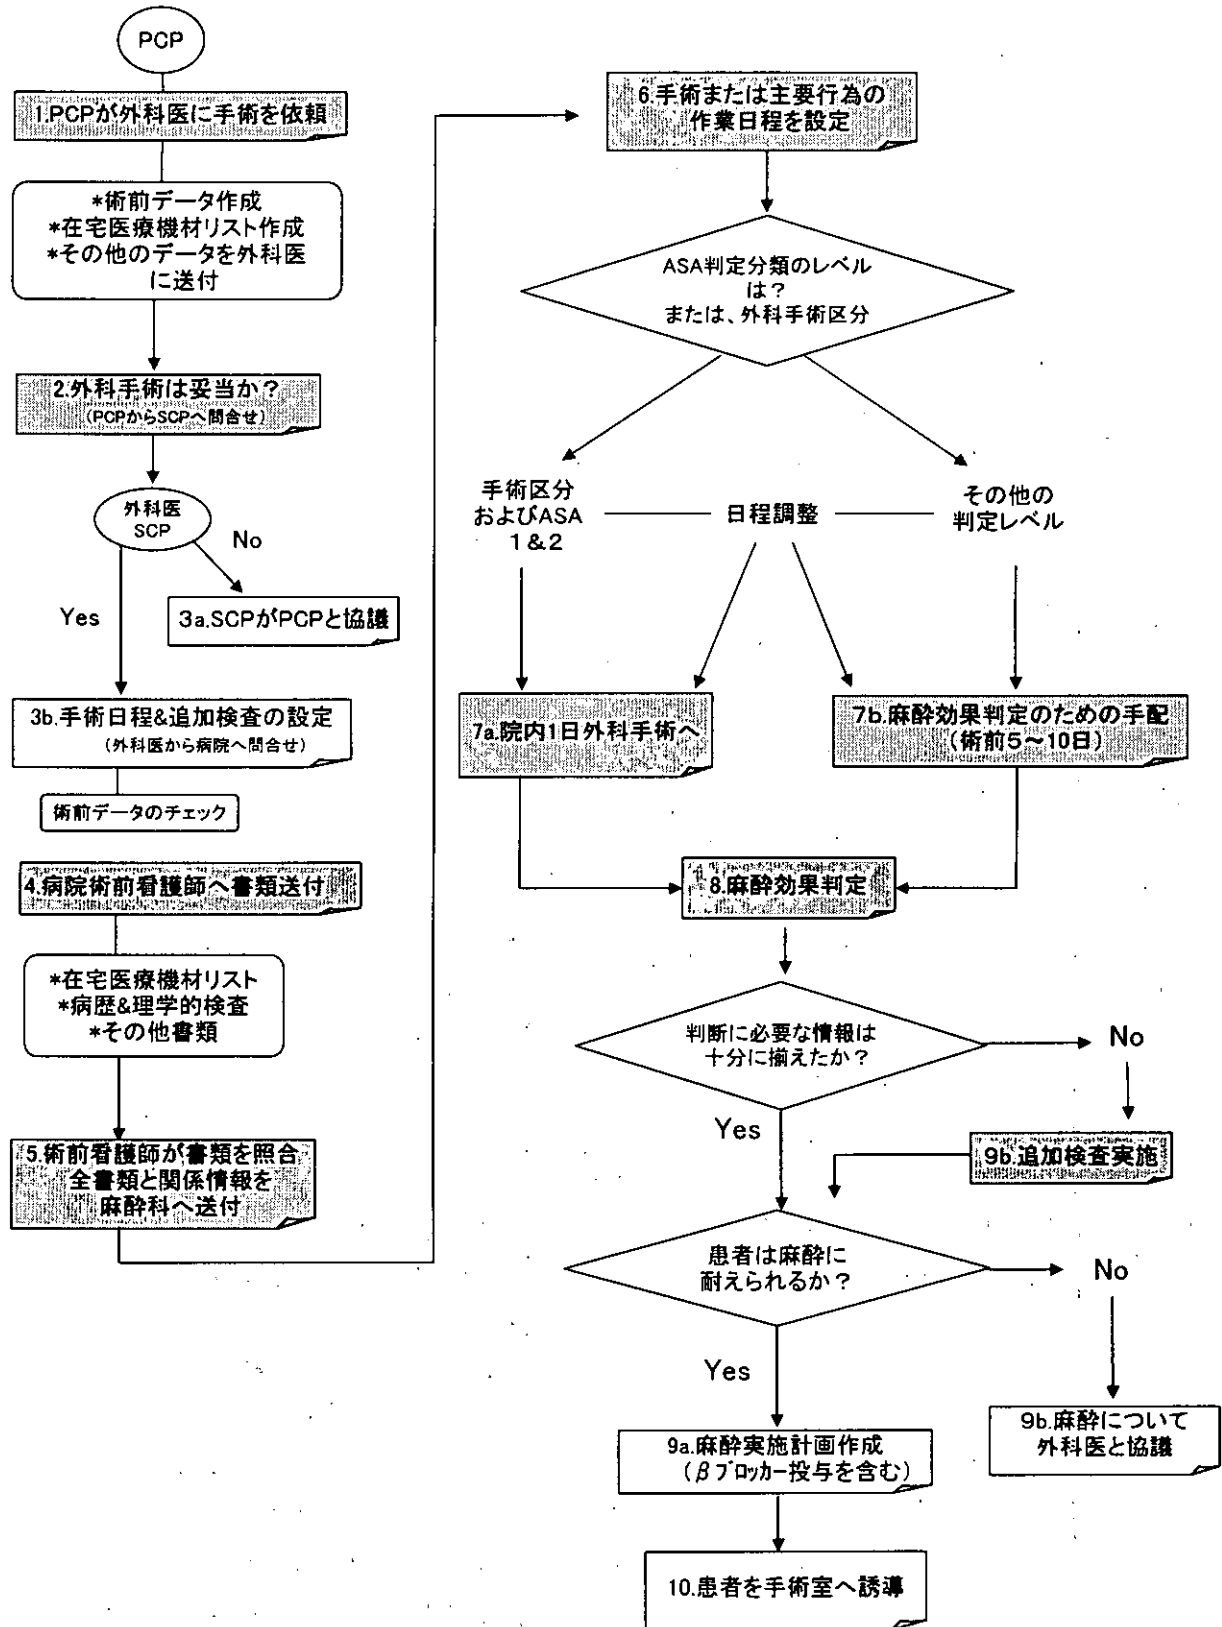 PCP
1.PCPが外科医に手術を依頼
*術前データ作成
*在宅医療機材リスト作成
*その他のデータを外科医
に送付
2.外科手術は妥当か？
（PCPからSCPへ問合せ）
外科医
SCP
No
Yes
3a.SCPがPCPと協議
3b.手術日程&追加検査の設定
（外科医から病院へ問合せ）
術前データのチェック
4.病院術前看護師へ書類送付
*在宅医療機材リスト
*病歴&理学的検査
*その他書類
5.術前看護師が書類を照合
全書類と関係情報を
麻酔科へ送付
6.手術または主要行為の
作業日程を設定
ASA判定分類のレベル
は？
または、外科手術区分
手術区分
およびASA
1＆2
日程調整
その他の
判定レベル
7a.院内1日外科手術へ
7b.麻酔効果判定のための手配
（術前5～10日）
8.麻酔効果判定
判断に必要な情報は
十分に揃えたか？
No
Yes
9b.追加検査実施
患者は麻酔に
耐えられるか？
No
Yes
9b.麻酔について
外科医と協議
9a.麻酔実施計画作成
（βブロッカー投与を含む）
10.患者を手術室へ誘導